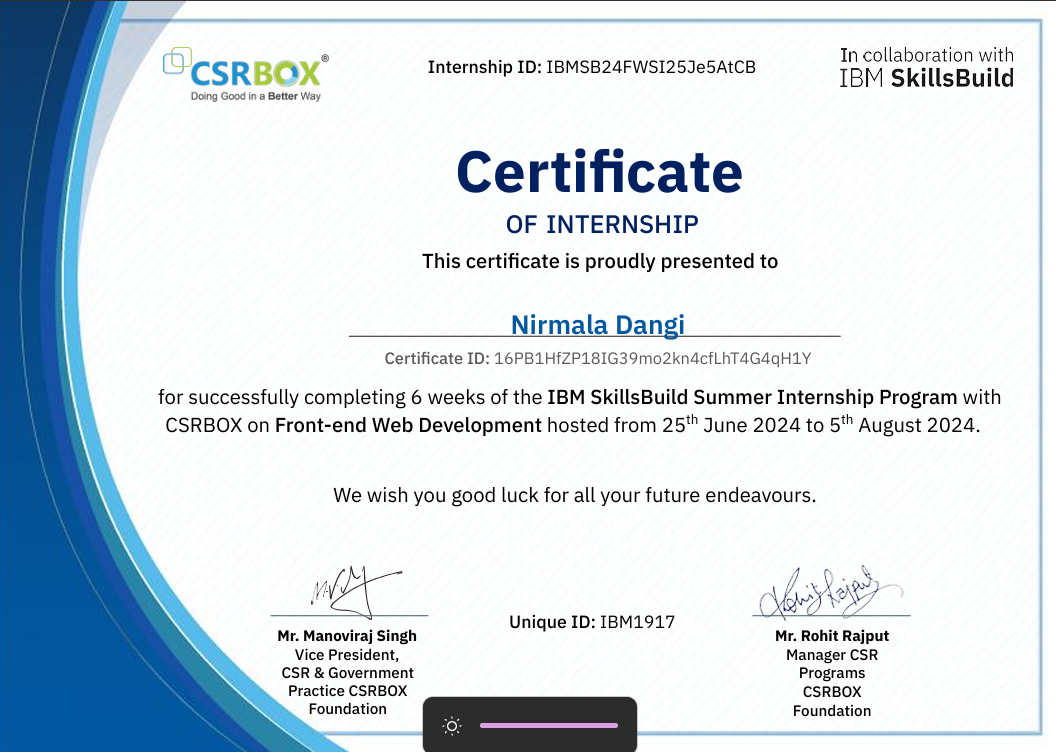 CSRBOX®
Doing Good in a Better Way
Internship ID: IBMSB24FWSI25Je5AtCB
In collaboration with
IBM SkillsBuild
Certificate
OF INTERNSHIP
This certificate is proudly presented to
Nirmala Dangi
Certificate ID: 16PB1HfZP18IG39mo2kn4cfLhT4G4qH1Y
for successfully completing 6 weeks of the IBM SkillsBuild Summer Internship Program with
CSRBOX on Front-end Web Development hosted from 25th June 2024 to 5th August 2024.
We wish you good luck for all your future endeavours.
Mr. Manoviraj Singh
Vice President,
CSR & Government
Practice CSRBOX
Foundation
Unique ID: IBM1917
Rohit Rajput
Mr. Rohit Rajput
Manager CSR
Programs
CSRBOX
Foundation